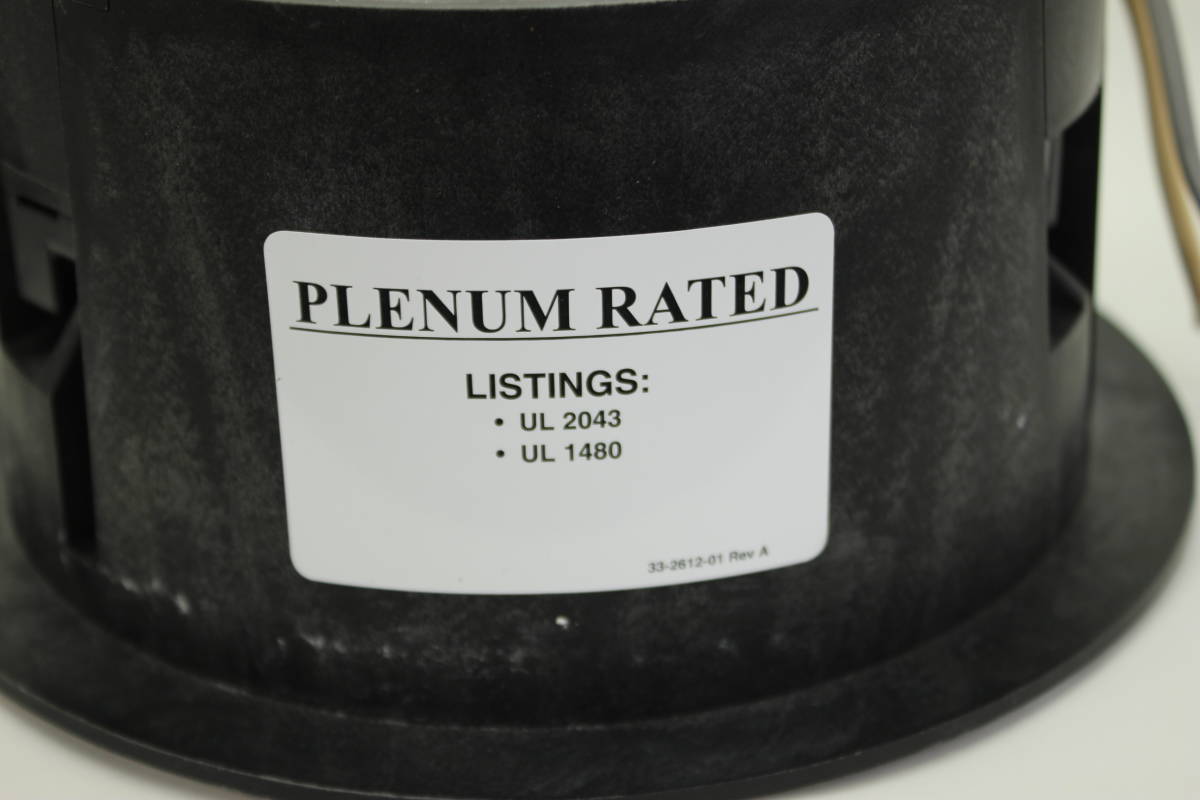 PLENUM RATED
LISTINGS:
• UL 2043
• UL 1480
33-2612-01 Rev A